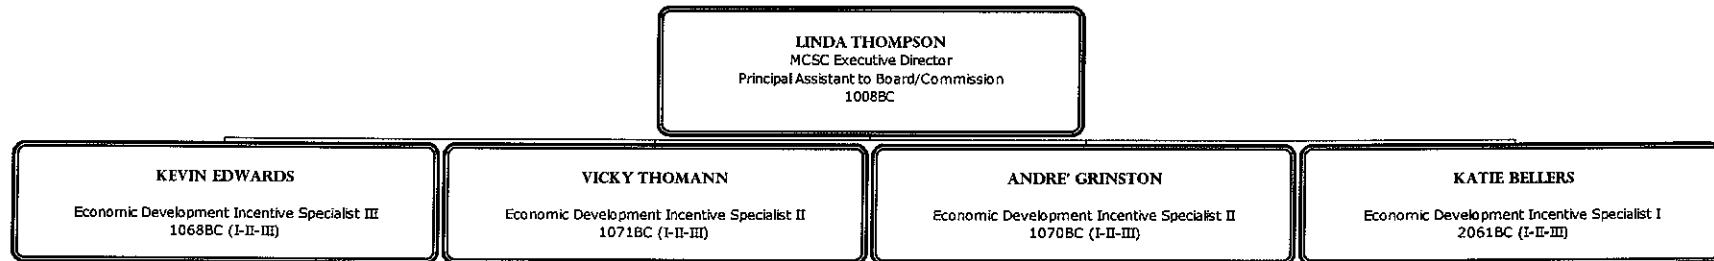 LINDA THOMPSON
MCSC Executive Director
Principal Assistant to Board/Commission
1008BC
KEVIN EDWARDS
Economic Development Incentive Specialist III
1068BC (I-II-III)
VICKY THOMANN
Economic Development Incentive Specialist II
1071BC (I-II-III)
ANDRE' GRINSTON
Economic Development Incentive Specialist II
1070BC (I-II-III)
KATIE BELLERS
Economic Development Incentive Specialist I
2061BC (I-II-III)